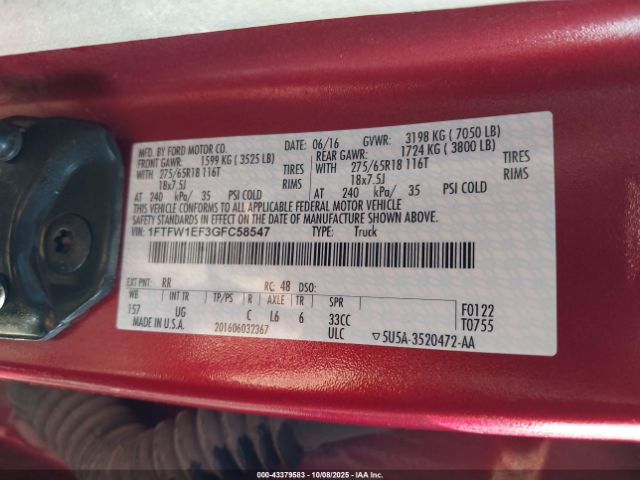 MFD. BY FORD MOTOR CO. DATE: 06/16 GVWR: 3198 KG ( 7050 LB)
FRONT GAWR: 1599 KG ( 3525 LB) REAR GAWR: 1724 KG ( 3800 LB)
WITH 275/65R18 116T TIRES WITH 275/65R18 116T TIRES
18x7.5J RIMS 18x7.5J RIMS
AT 240 kPa/ 35 PSI COLD AT 240 kPa/ 35 PSI COLD
THIS VEHICLE CONFORMS TO ALL APPLICABLE FEDERAL MOTOR VEHICLE
SAFETY STANDARDS IN EFFECT ON THE DATE OF MANUFACTURE SHOWN ABOVE.
VIN: 1FTFW1EF3GFC58547 TYPE: Truck
EXT PNT: RR RC: 48 DSO:
WB INT TR TP/PS R AXLE TR SPR
157 UG C L6 6 33CC F0122
MADE IN U.S.A. 201606032367 ULC T0755
▽5U5A-3520472-AA
000-43379583 | 10/08/2025 - IAA Inc.